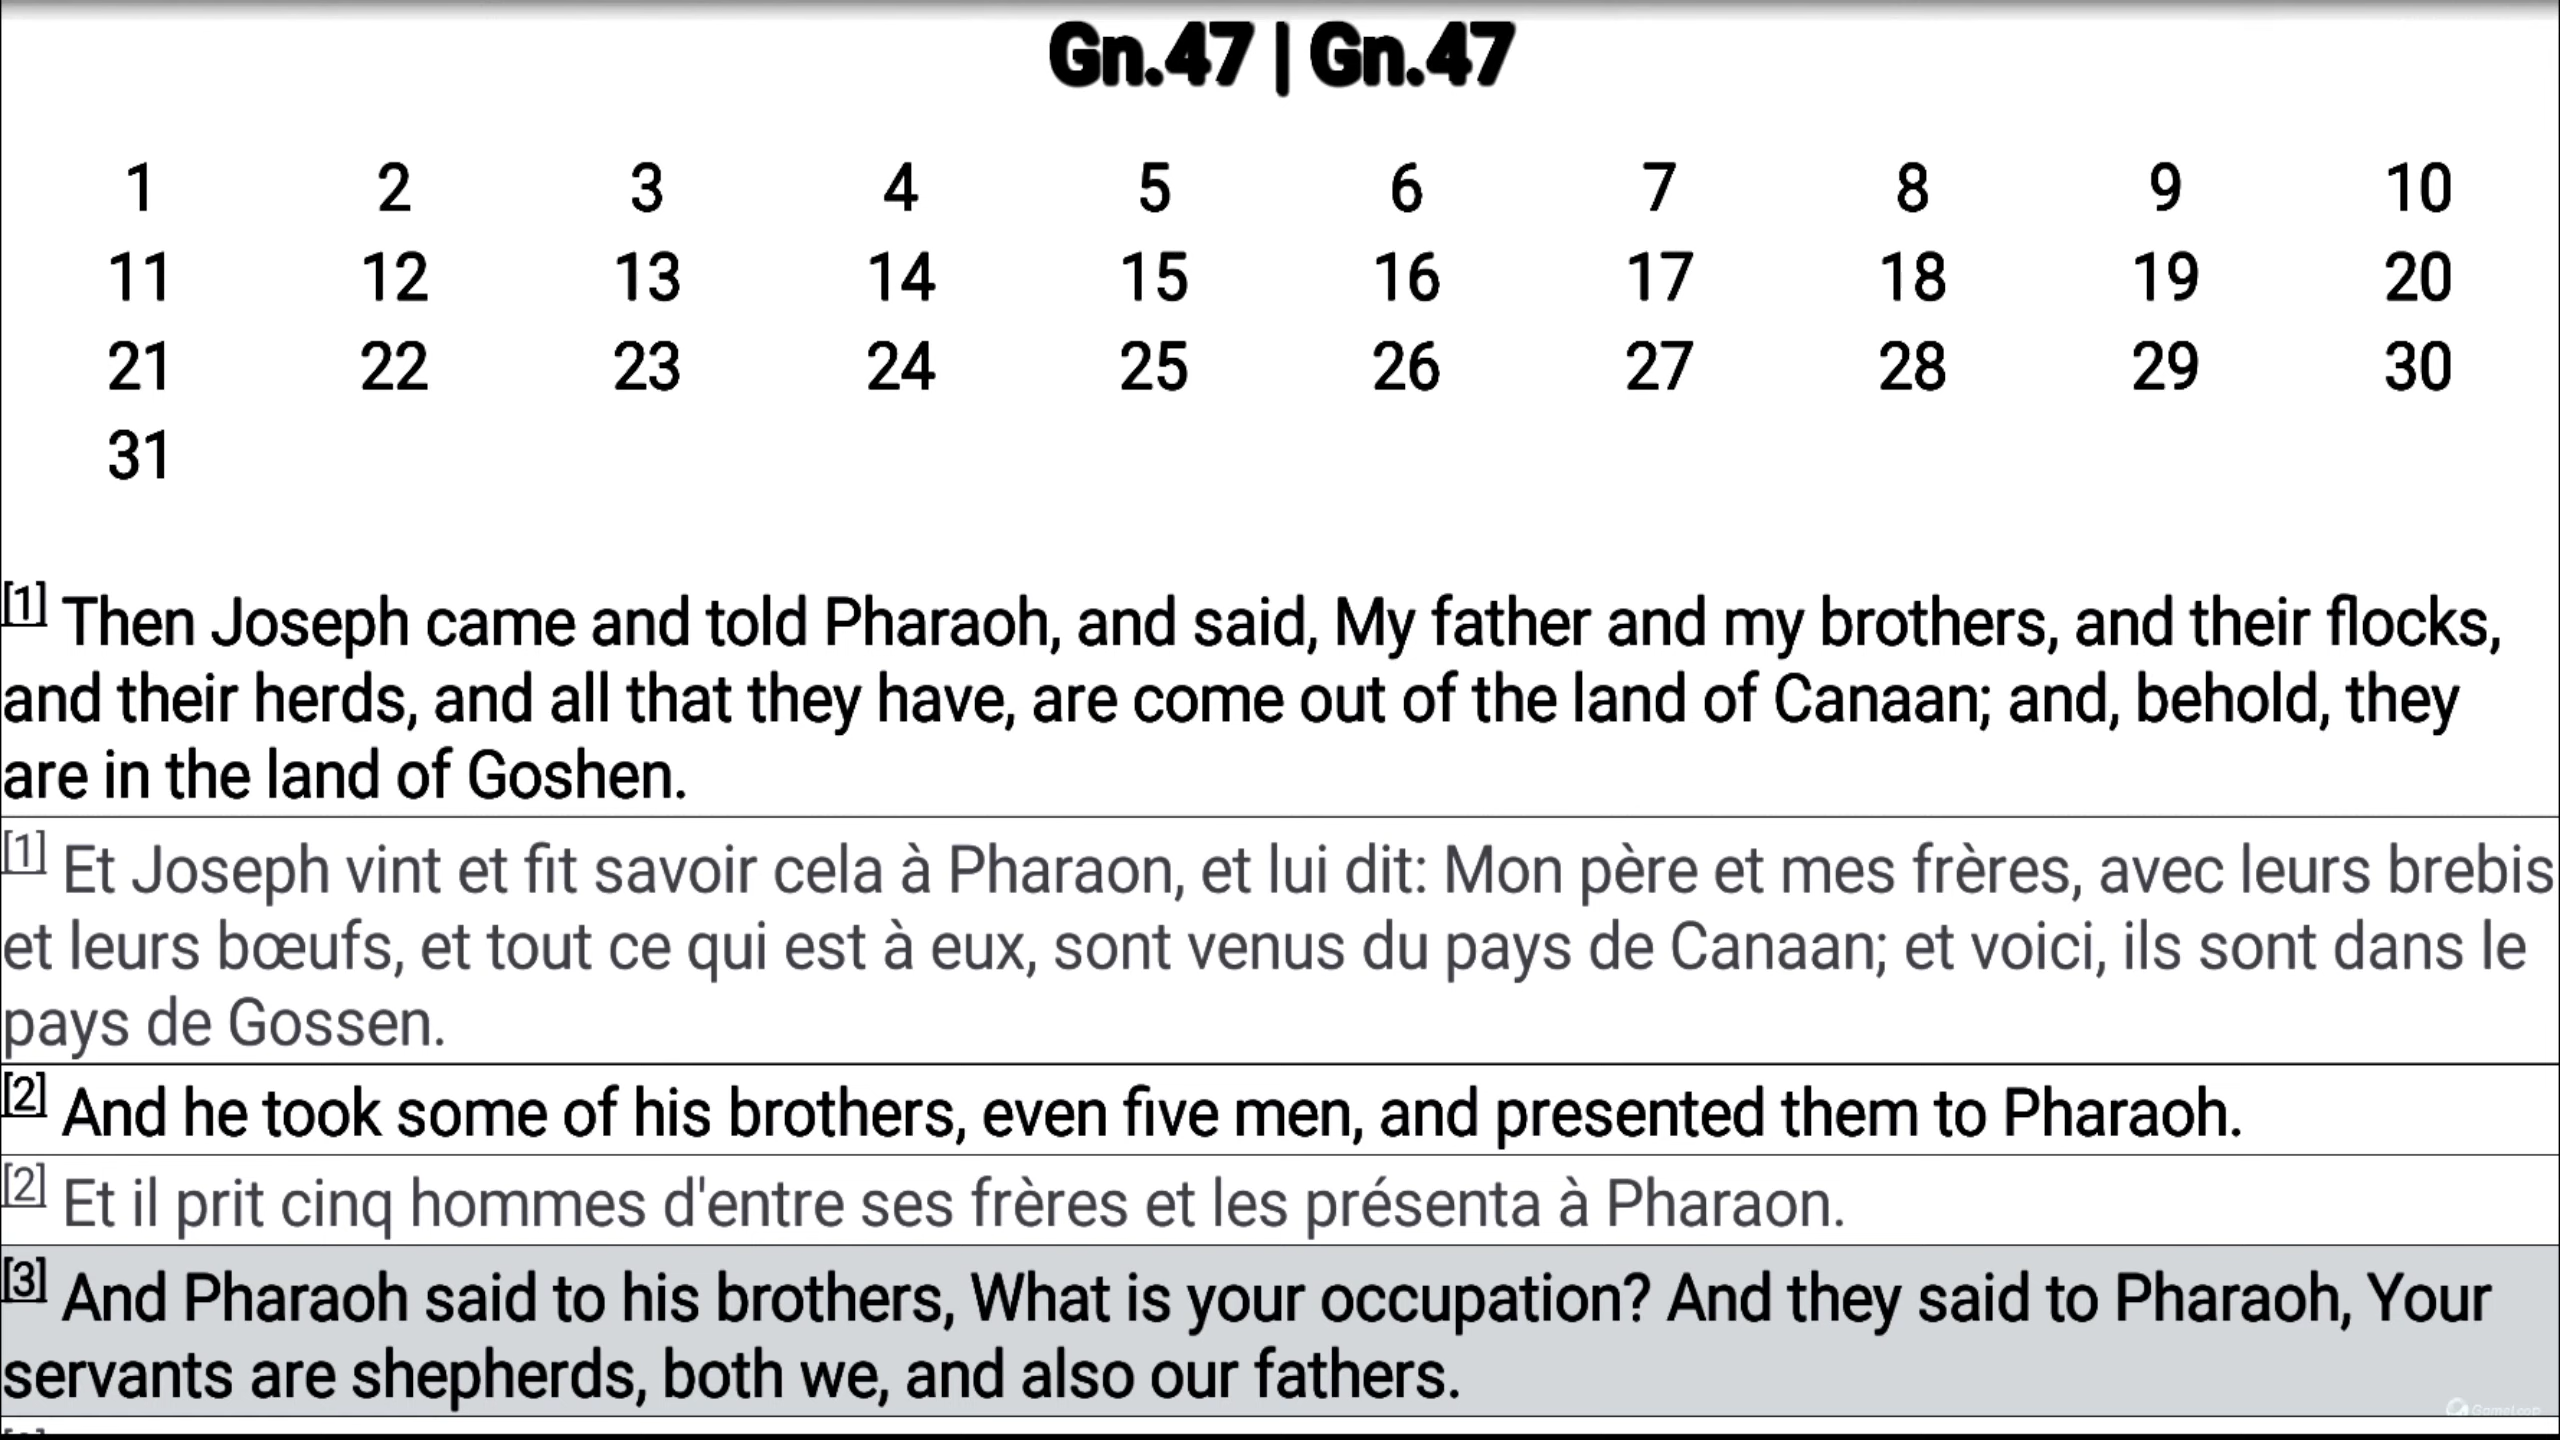 Gn.47 | Gn.47
1 2 3 4 5 6 7 8 9 10
11 12 13 14 15 16 17 18 19 20
21 22 23 24 25 26 27 28 29 30
31
[1] Then Joseph came and told Pharaoh, and said, My father and my brothers, and their flocks,
and their herds, and all that they have, are come out of the land of Canaan; and, behold, they
are in the land of Goshen.
[1] Et Joseph vint et fit savoir cela à Pharaon, et lui dit: Mon père et mes frères, avec leurs brebis
et leurs bœufs, et tout ce qui est à eux, sont venus du pays de Canaan; et voici, ils sont dans le
pays de Gossen.
[2] And he took some of his brothers, even five men, and presented them to Pharaoh.
[2] Et il prit cinq hommes d'entre ses frères et les présenta à Pharaon.
[3] And Pharaoh said to his brothers, What is your occupation? And they said to Pharaoh, Your
servants are shepherds, both we, and also our fathers.
GameLoop